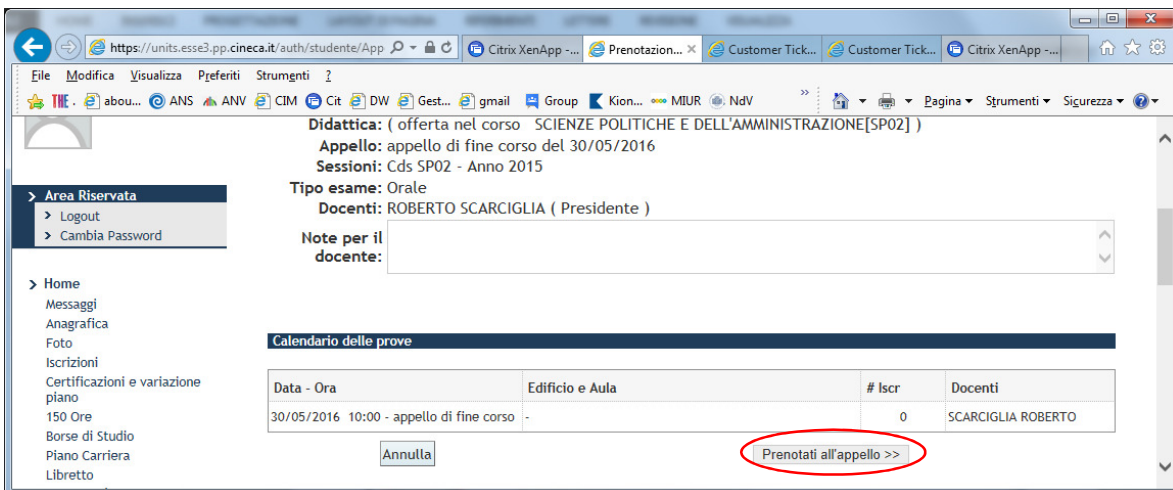 https://units.esse3.pp.cineca.it/auth/studente/App
Citrix XenApp -...
Prenotazion...
Customer Tick...
Customer Tick...
Citrix XenApp -...
File Modifica Visualizza Preferiti Strumenti ?
THE . abou... ANS ANV CIM Cit DW Gest... gmail Group Kion... MIUR NdV » Pagina Strumenti Sicurezza
Didattica: ( offerta nel corso SCIENZE POLITICHE E DELL'AMMINISTRAZIONE[SP02] )
Appello: appello di fine corso del 30/05/2016
Sessioni: Cds SP02 - Anno 2015
Tipo esame: Orale
Docenti: ROBERTO SCARCIGLIA ( Presidente )
Note per il
docente:
Area Riservata
Logout
Cambia Password
Home
Messaggi
Anagrafica
Foto
Iscrizioni
Certificazioni e variazione
piano
150 Ore
Borse di Studio
Piano Carriera
Libretto
Calendario delle prove
Data - Ora Edificio e Aula # Iscr Docenti
30/05/2016 10:00 - appello di fine corso - 0 SCARCIGLIA ROBERTO
Annulla Prenotati all'appello >>